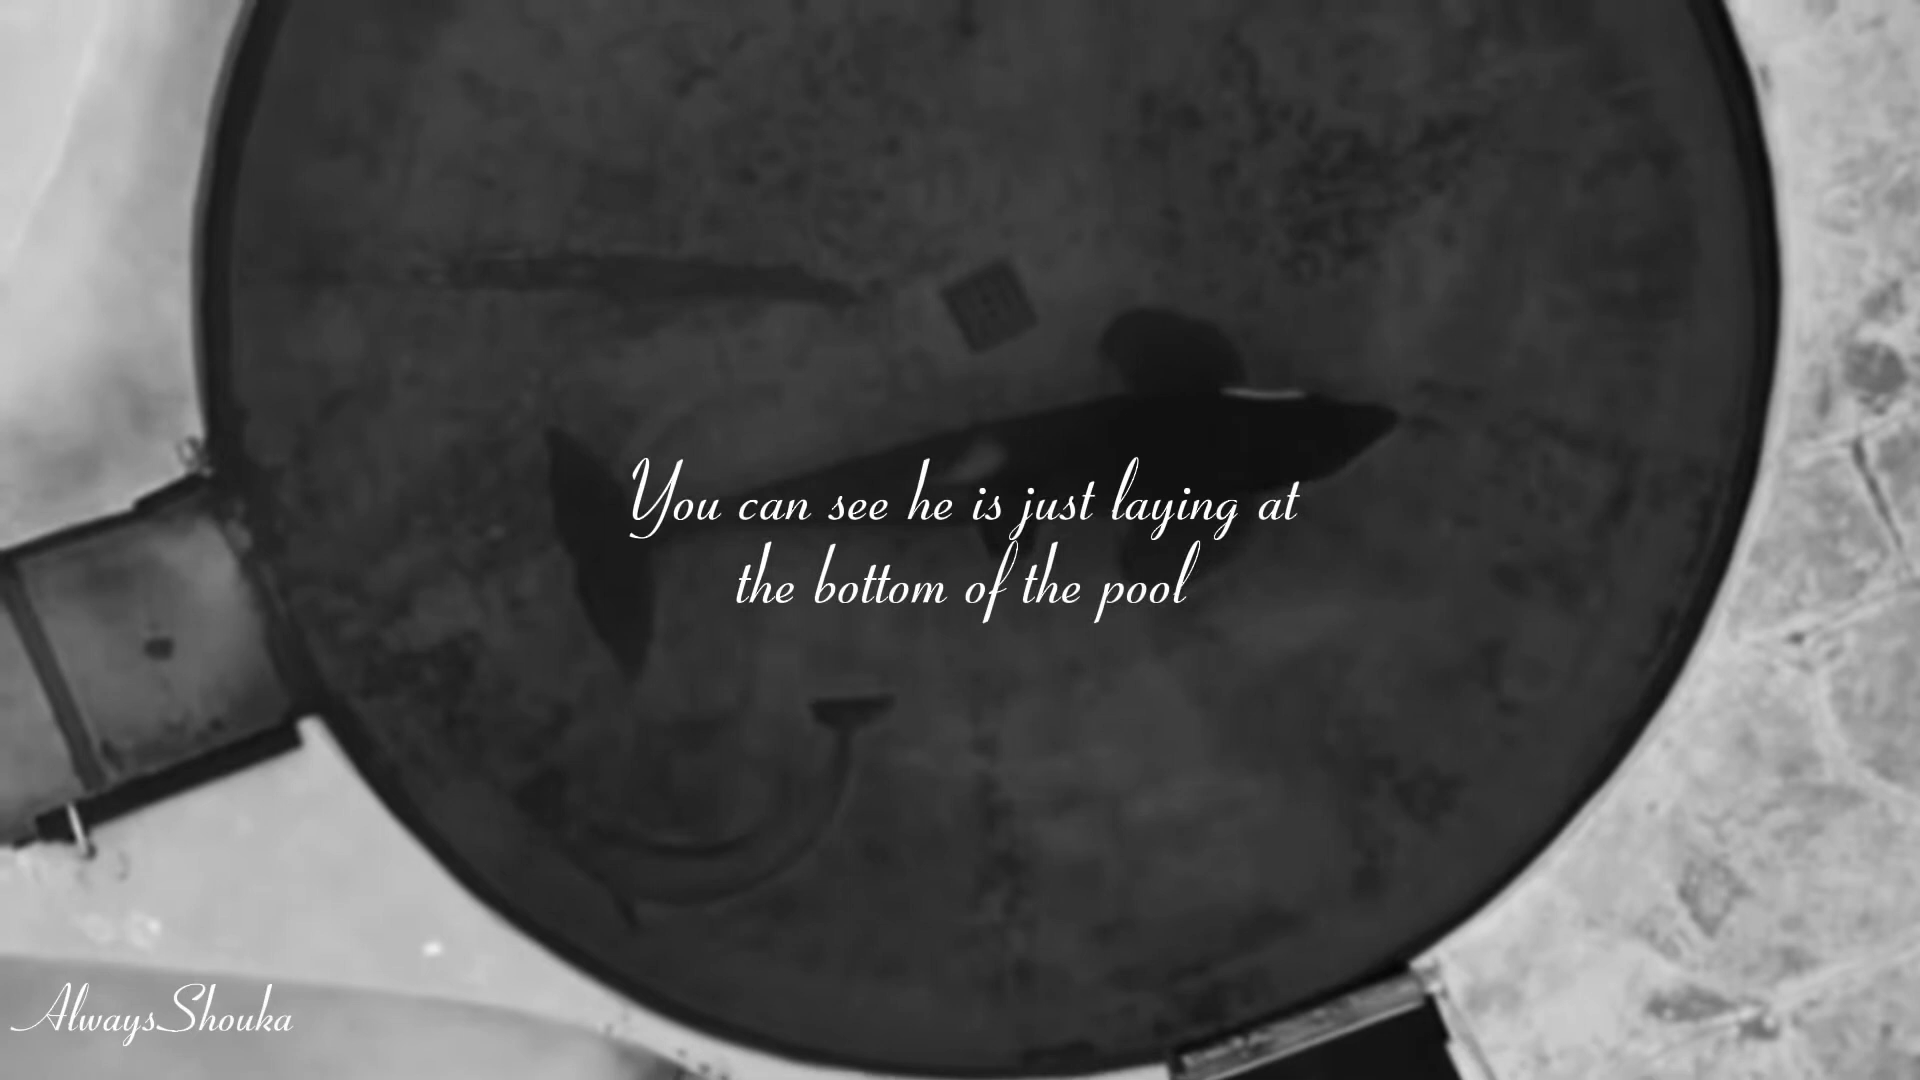 You can see he is just laying at
the bottom of the pool
AlwaysShouka